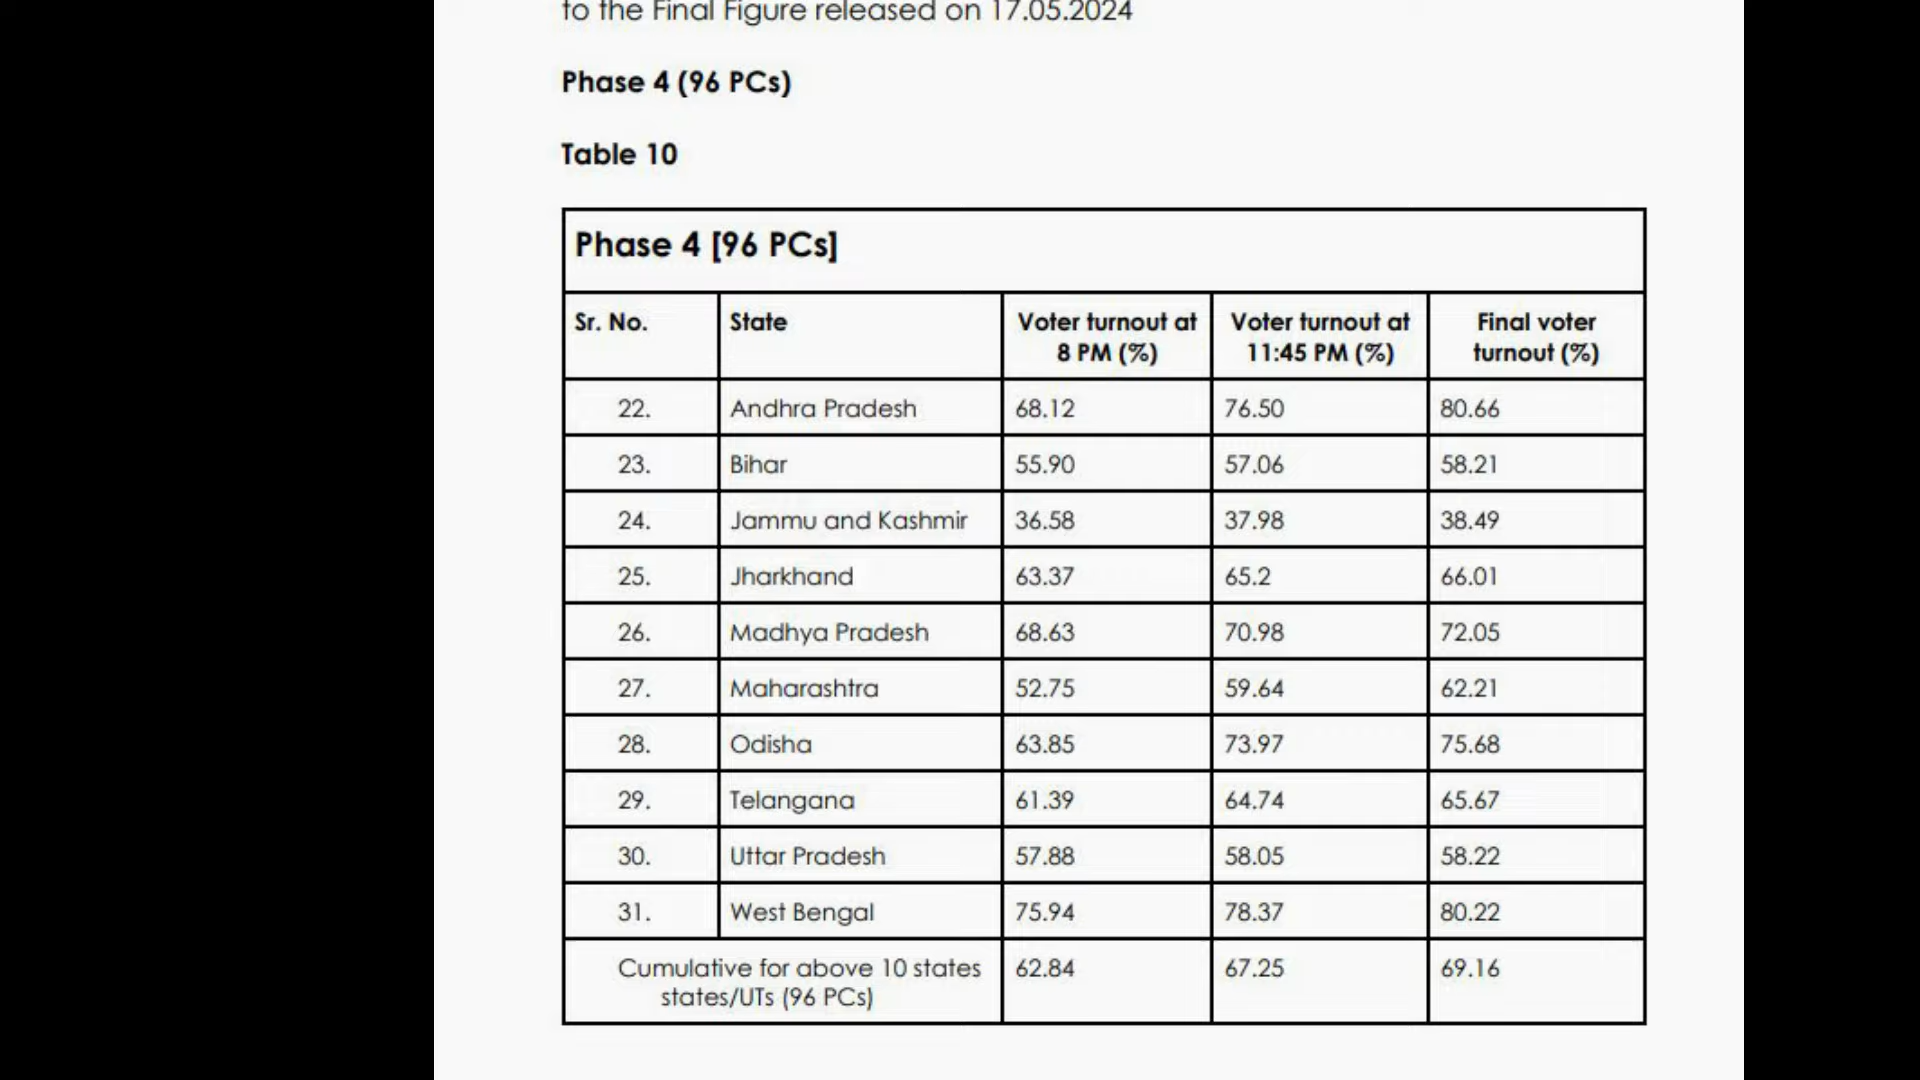 to the Final Figure released on 17.05.2024
Phase 4 (96 PCs)
Table 10
Phase 4 [96 PCs]
Sr. No. State Voter turnout at 8 PM (%) Voter turnout at 11:45 PM (%) Final voter turnout (%)
22. Andhra Pradesh 68.12 76.50 80.66
23. Bihar 55.90 57.06 58.21
24. Jammu and Kashmir 36.58 37.98 38.49
25. Jharkhand 63.37 65.2 66.01
26. Madhya Pradesh 68.63 70.98 72.05
27. Maharashtra 52.75 59.64 62.21
28. Odisha 63.85 73.97 75.68
29. Telangana 61.39 64.74 65.67
30. Uttar Pradesh 57.88 58.05 58.22
31. West Bengal 75.94 78.37 80.22
Cumulative for above 10 states 62.84 67.25 69.16
states/UTs (96 PCs)